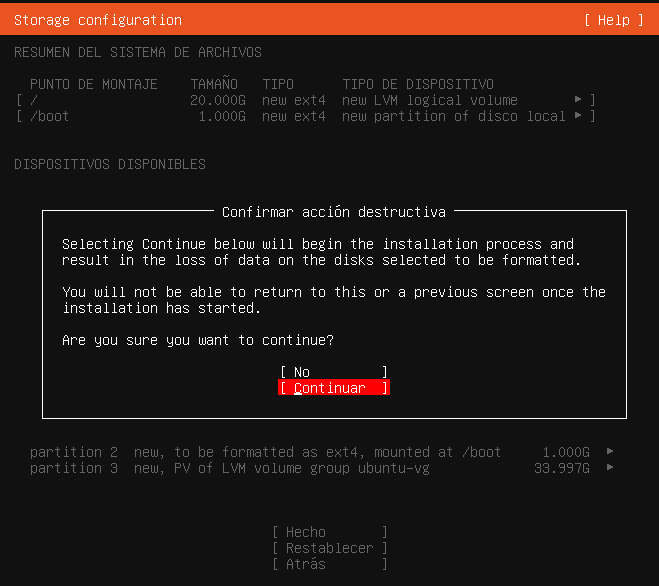 Storage configuration [ Help ]
RESUMEN DEL SISTEMA DE ARCHIVOS
PUNTO DE MONTAJE TAMAÑO TIPO TIPO DE DISPOSITIVO
[ / 20.000G new ext4 new LVM logical volume ▸ ]
[ /boot 1.000G new ext4 new partition of disco local ▸ ]
DISPOSITIVOS DISPONIBLES
Confirmar acción destructiva
Selecting Continue below will begin the installation process and
result in the loss of data on the disks selected to be formatted.
You will not be able to return to this or a previous screen once the
installation has started.
Are you sure you want to continue?
[ No ]
[ Continuar ]
partition 2 new, to be formatted as ext4, mounted at /boot 1.000G ▸
partition 3 new, PV of LVM volume group ubuntu-vg 33.997G ▸
[ Hecho ]
[ Restablecer ]
[ Atrás ]